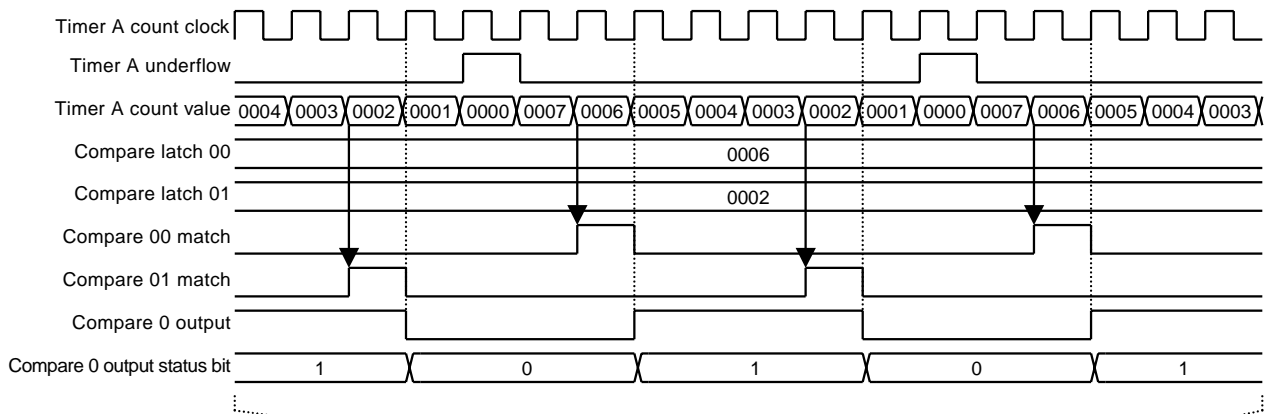 Timer A count clock
Timer A underflow
Timer A count value 0004 0003 0002 0001 0000 0007 0006 0005 0004 0003 0002 0001 0000 0007 0006 0005 0004 0003
Compare latch 00 0006
Compare latch 01 0002
Compare 00 match
Compare 01 match
Compare 0 output
Compare 0 output status bit 1 0 1 0 1